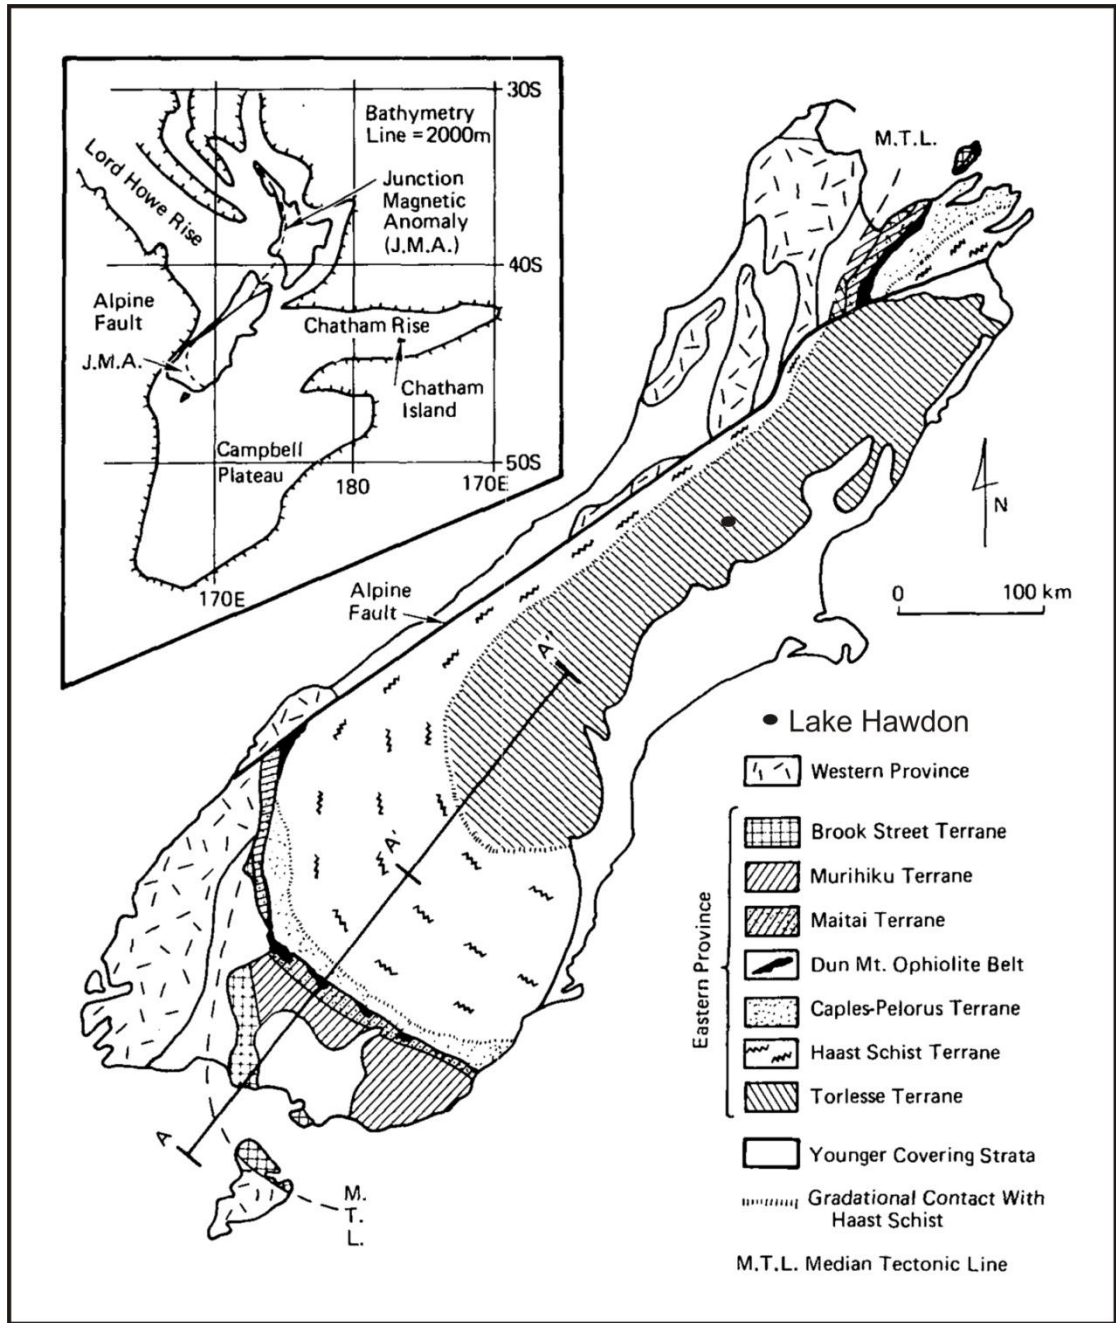 30S
Bathymetry
Line = 2000m
Lord Howe Rise
Junction
Magnetic
Anomaly
(J.M.A.)
40S
Alpine
Fault
J.M.A.
Chatham Rise
Chatham
Island
Campbell
Plateau
50S
180
170E
170E
M.T.L.
N
0
100 km
Alpine
Fault
A'
A'
A
M.
T.
L.
Lake Hawdon
Western Province
Eastern Province
Brook Street Terrane
Murihiku Terrane
Maitai Terrane
Dun Mt. Ophiolite Belt
Caples-Pelorus Terrane
Haast Schist Terrane
Torlesse Terrane
Younger Covering Strata
Gradational Contact With
Haast Schist
M.T.L. Median Tectonic Line